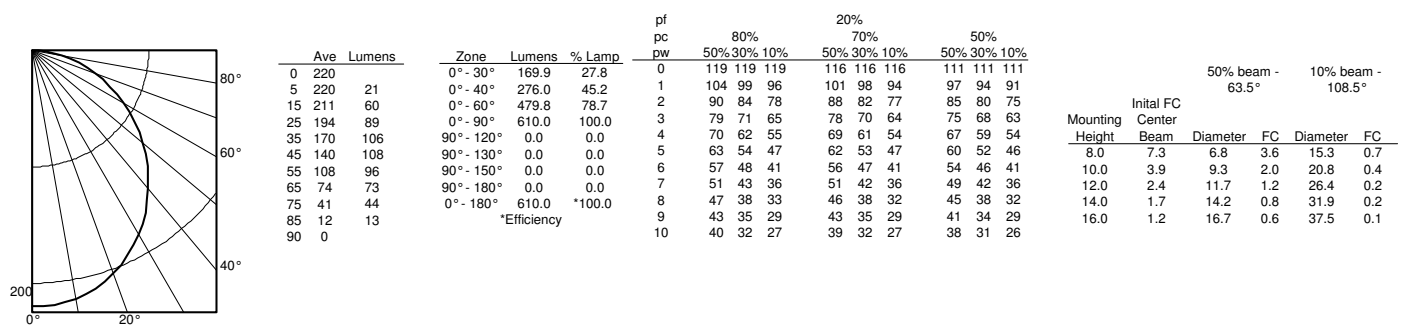 80°
60°
40°
200
0° 20°
Ave Lumens
0 220
5 220 21
15 211 60
25 194 89
35 170 106
45 140 108
55 108 96
65 74 73
75 41 44
85 12 13
90 0
Zone Lumens % Lamp
0° - 30° 169.9 27.8
0° - 40° 276.0 45.2
0° - 60° 479.8 78.7
0° - 90° 610.0 100.0
90° - 120° 0.0 0.0
90° - 130° 0.0 0.0
90° - 150° 0.0 0.0
90° - 180° 0.0 0.0
0° - 180° 610.0 *100.0
*Efficiency
pf 20%
pc 80% 70% 50%
pw 50% 30% 10% 50% 30% 10% 50% 30% 10%
0 119 119 119 116 116 116 111 111 111
1 104 99 96 101 98 94 97 94 91
2 90 84 78 88 82 77 85 80 75
3 79 71 65 78 70 64 75 68 63
4 70 62 55 69 61 54 67 59 54
5 63 54 47 62 53 47 60 52 46
6 57 48 41 56 47 41 54 46 41
7 51 43 36 51 42 36 49 42 36
8 47 38 33 46 38 32 45 38 32
9 43 35 29 43 35 29 41 34 29
10 40 32 27 39 32 27 38 31 26
50% beam - 10% beam -
63.5° 108.5°
Inital FC
Mounting Center
Height Beam Diameter FC Diameter FC
8.0 7.3 6.8 3.6 15.3 0.7
10.0 3.9 9.3 2.0 20.8 0.4
12.0 2.4 11.7 1.2 26.4 0.2
14.0 1.7 14.2 0.8 31.9 0.2
16.0 1.2 16.7 0.6 37.5 0.1